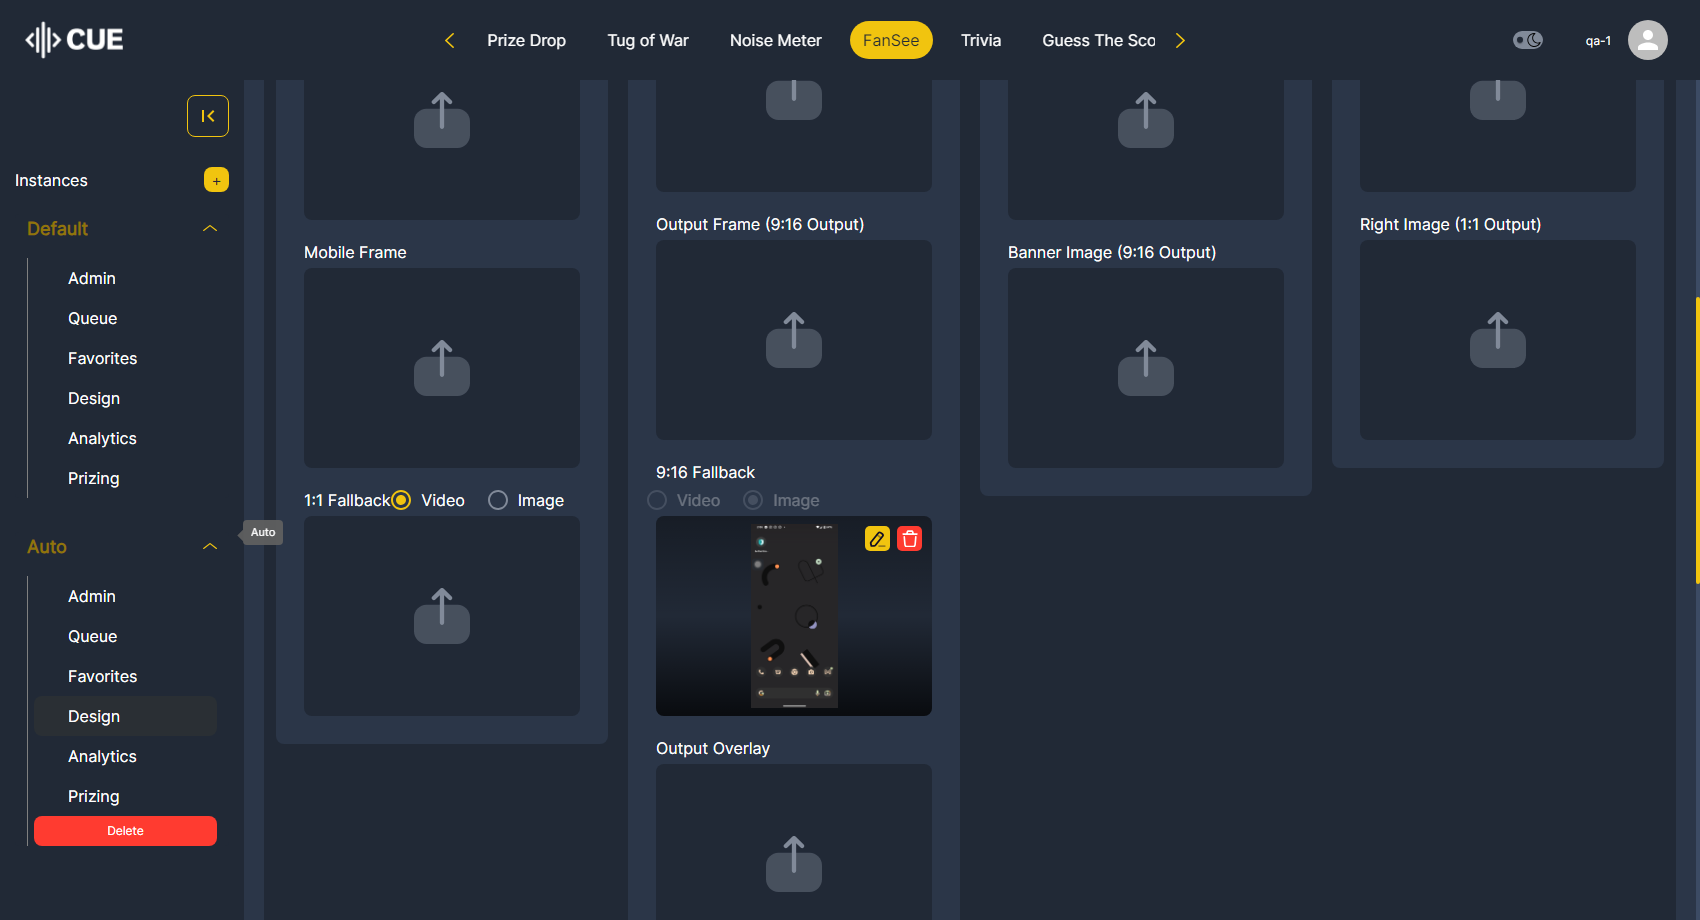 CUE
Prize Drop
Tug of War
Noise Meter
FanSee
Trivia
Guess The Sco
qa-1
Instances
+
Default
Admin
Queue
Favorites
Design
Analytics
Prizing
Auto
Auto
Admin
Queue
Favorites
Design
Analytics
Prizing
Delete
Mobile Frame
1:1 Fallback Video Image
Output Frame (9:16 Output)
9:16 Fallback
Video Image
Output Overlay
Banner Image (9:16 Output)
Right Image (1:1 Output)